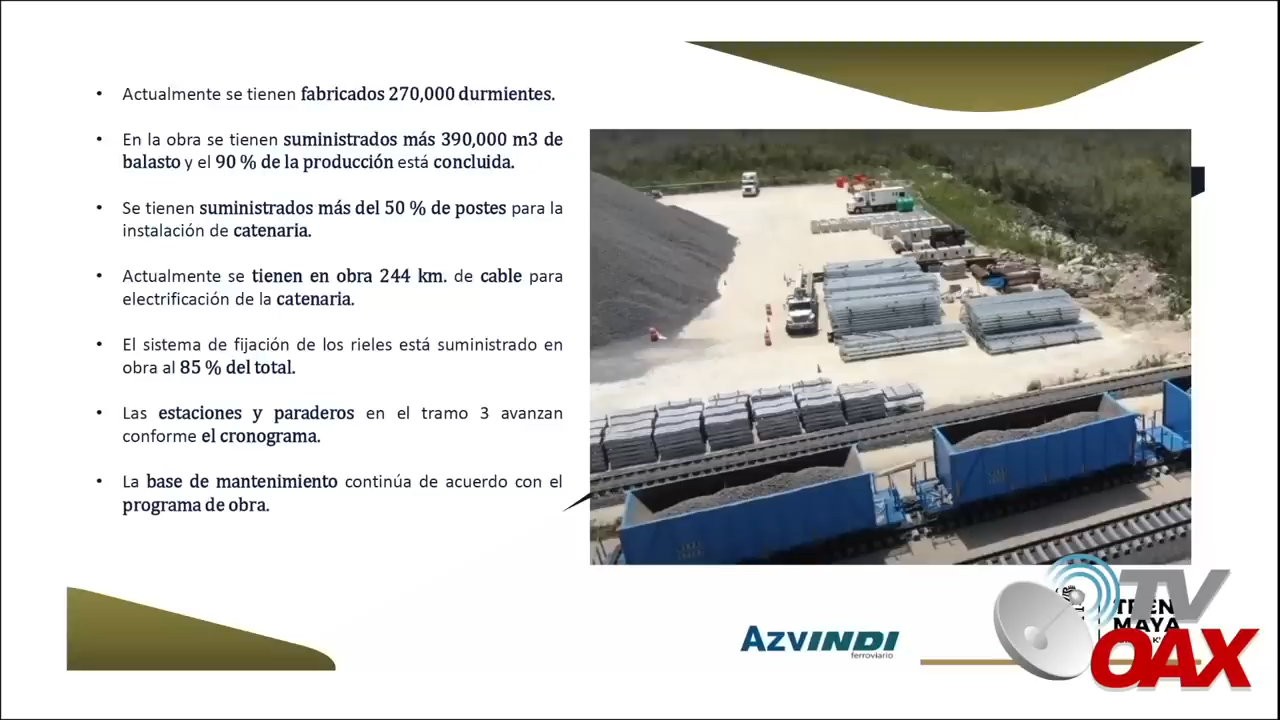 • Actualmente se tienen fabricados 270,000 durmientes.
• En la obra se tienen suministrados más 390,000 m3 de
balasto y el 90 % de la producción está concluida.
• Se tienen suministrados más del 50 % de postes para la
instalación de catenaria.
• Actualmente se tienen en obra 244 km. de cable para
electrificación de la catenaria.
• El sistema de fijación de los rieles está suministrado en
obra al 85 % del total.
• Las estaciones y paraderos en el tramo 3 avanzan
conforme el cronograma.
• La base de mantenimiento continúa de acuerdo con el
programa de obra.
AZVINDI
ferroviario
TREN
MAYA
TV
OAX